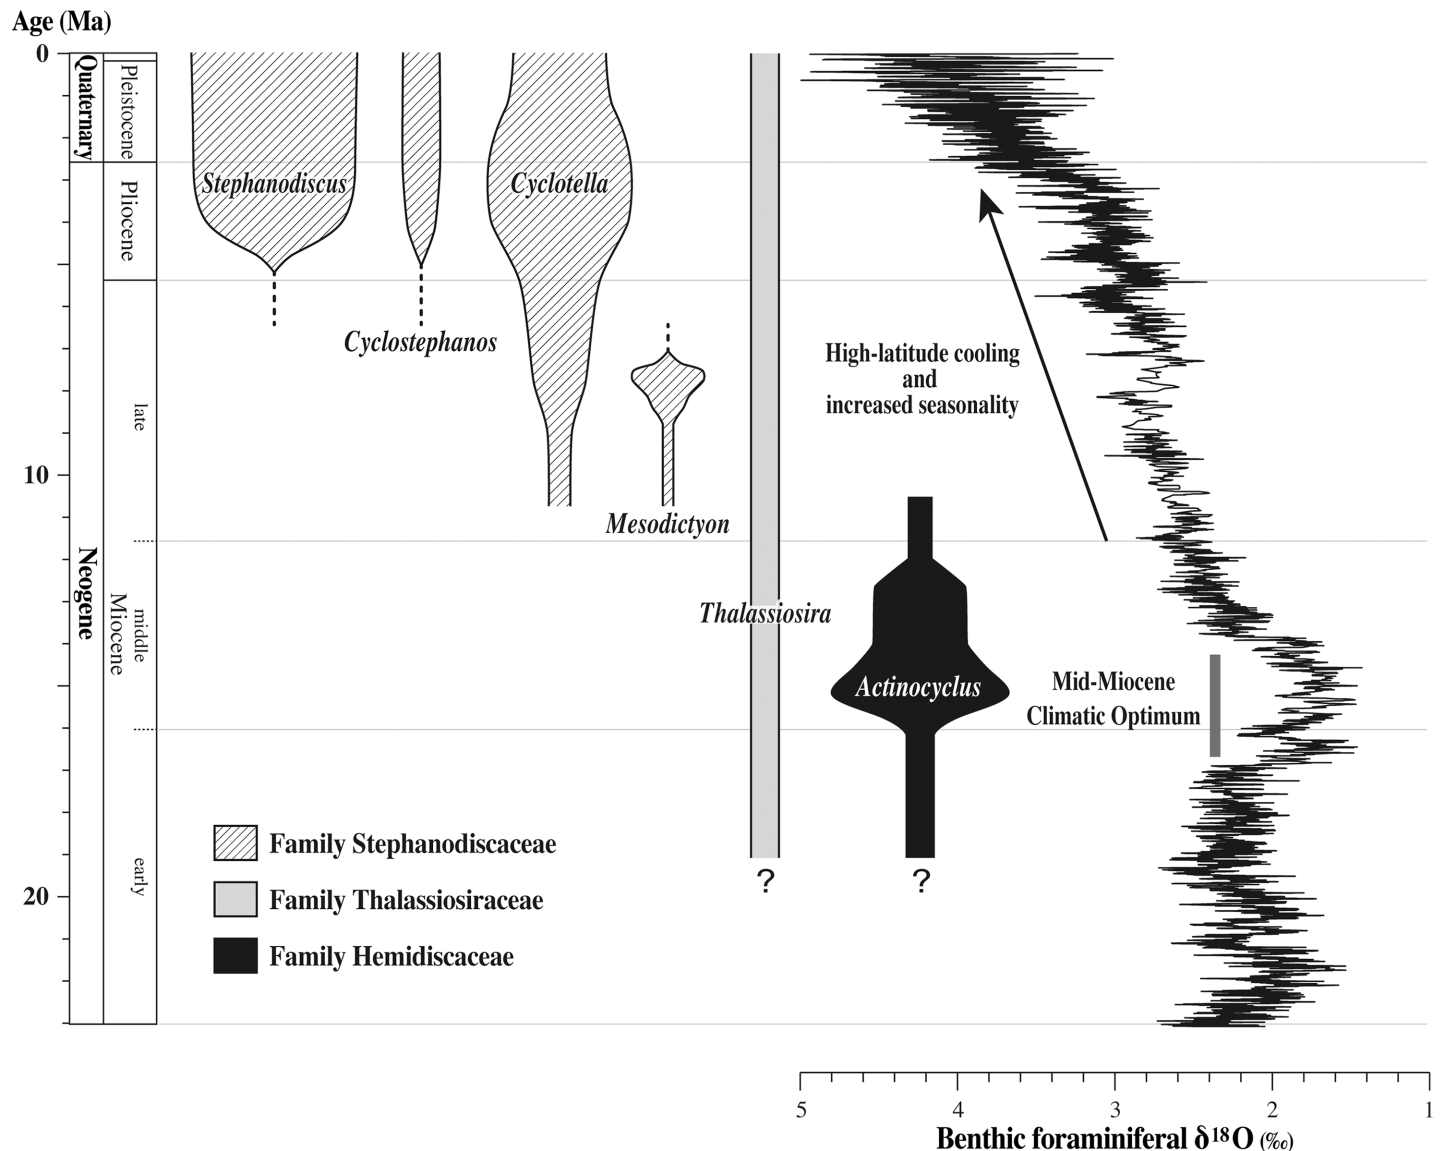 Age (Ma)
0
10
20
Quaternary
Neogene
Pleistocene
Pliocene
Miocene
late
middle
early
Stephanodiscus
Cyclostephanos
Cyclotella
Mesodictyon
Thalassiosira
Actinocyclus
?
?
High-latitude cooling
and
increased seasonality
Mid-Miocene
Climatic Optimum
Family Stephanodiscaceae
Family Thalassiosiraceae
Family Hemidiscaceae
5 4 3 2 1
Benthic foraminiferal δ¹⁸O (‰)